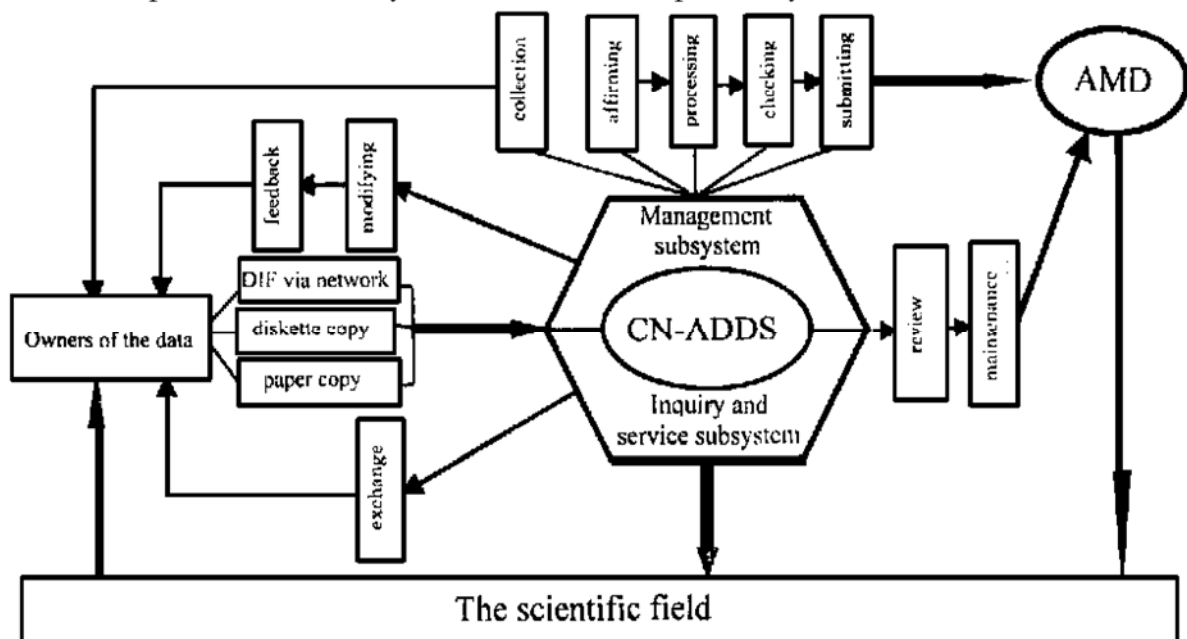 collection
affirming
processing
checking
submitting
AMD
feedback
modifying
Management
subsystem
DIF via network
diskette copy
paper copy
Owners of the data
CN-ADDS
review
maintenance
Inquiry and
service subsystem
exchange
The scientific field